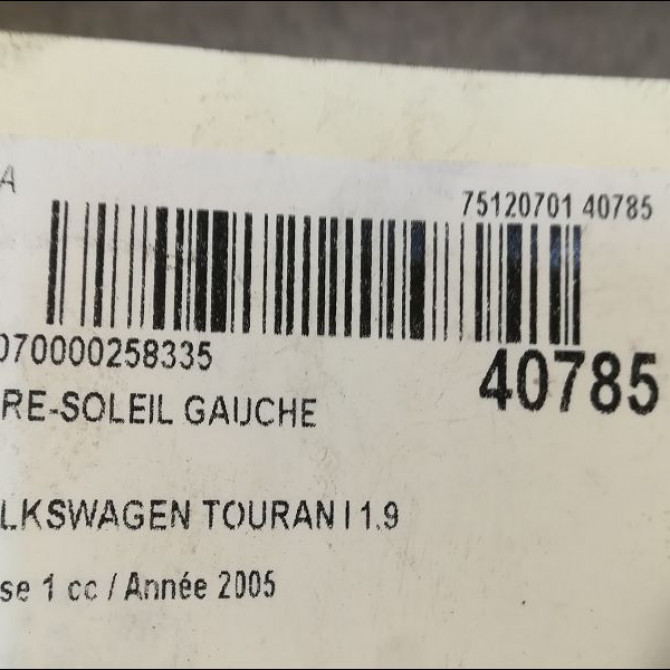 A
75120701 40785
070000258335
40785
RE-SOLEIL GAUCHE
LKSWAGEN TOURAN I 1.9
se 1 cc / Année 2005